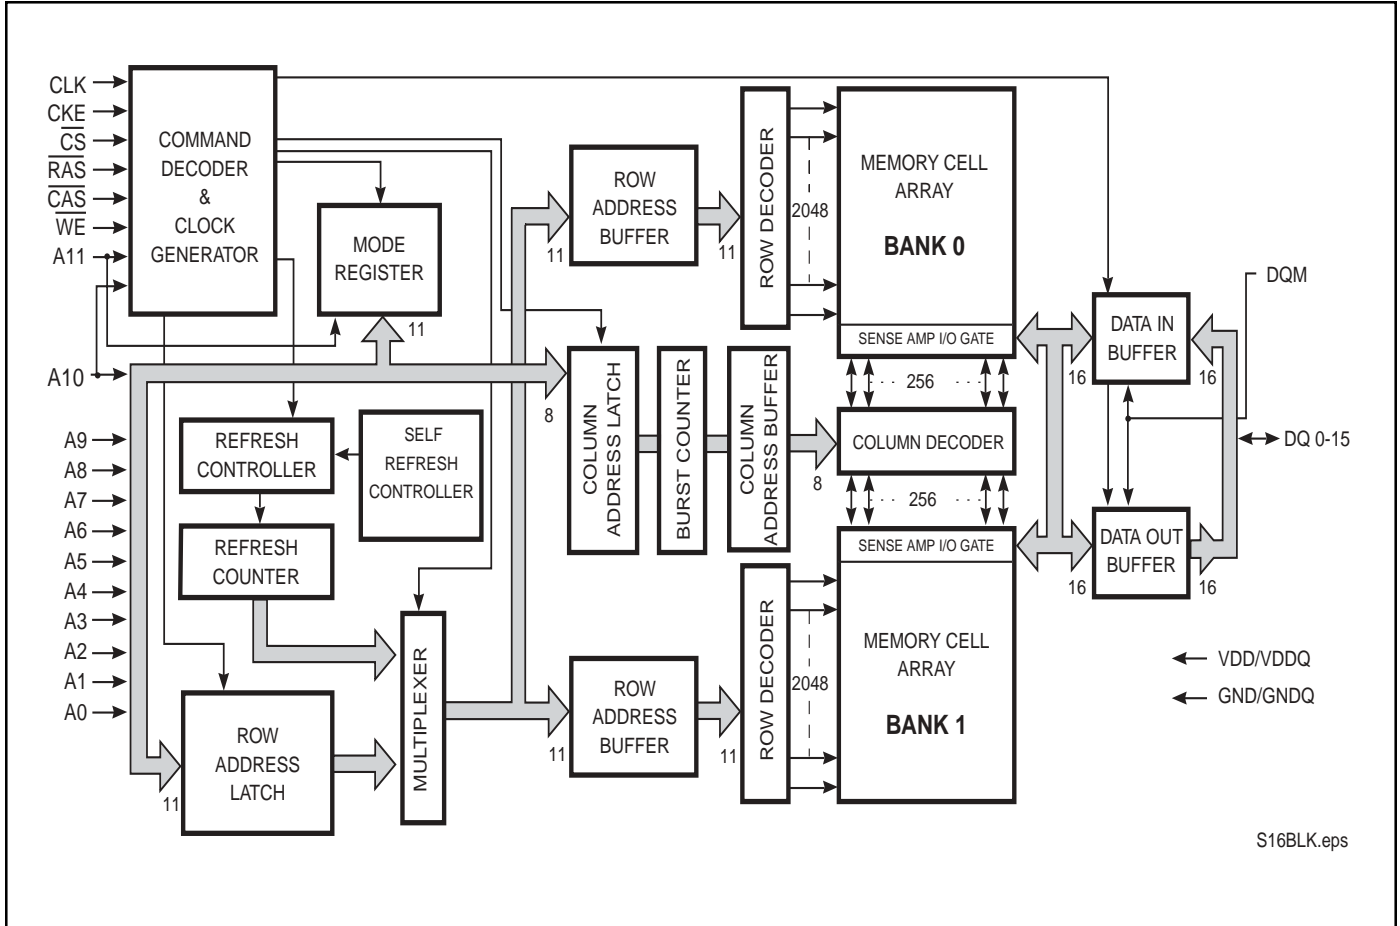 CLK
CKE
CS
RAS
CAS
WE
A11
A10
A9
A8
A7
A6
A5
A4
A3
A2
A1
A0
COMMAND
DECODER
&
CLOCK
GENERATOR
MODE
REGISTER
11
REFRESH
CONTROLLER
SELF
REFRESH
CONTROLLER
REFRESH
COUNTER
ROW
ADDRESS
LATCH
11
MULTIPLEXER
ROW
ADDRESS
BUFFER
11
11
ROW DECODER
2048
MEMORY CELL
ARRAY
BANK 0
SENSE AMP I/O GATE
8
COLUMN
ADDRESS LATCH
BURST COUNTER
COLUMN
ADDRESS BUFFER
8
256
COLUMN DECODER
256
SENSE AMP I/O GATE
MEMORY CELL
ARRAY
BANK 1
ROW
ADDRESS
BUFFER
11
11
ROW DECODER
2048
DQM
DATA IN
BUFFER
16
16
DQ 0-15
DATA OUT
BUFFER
16
16
VDD/VDDQ
GND/GNDQ
S16BLK.eps